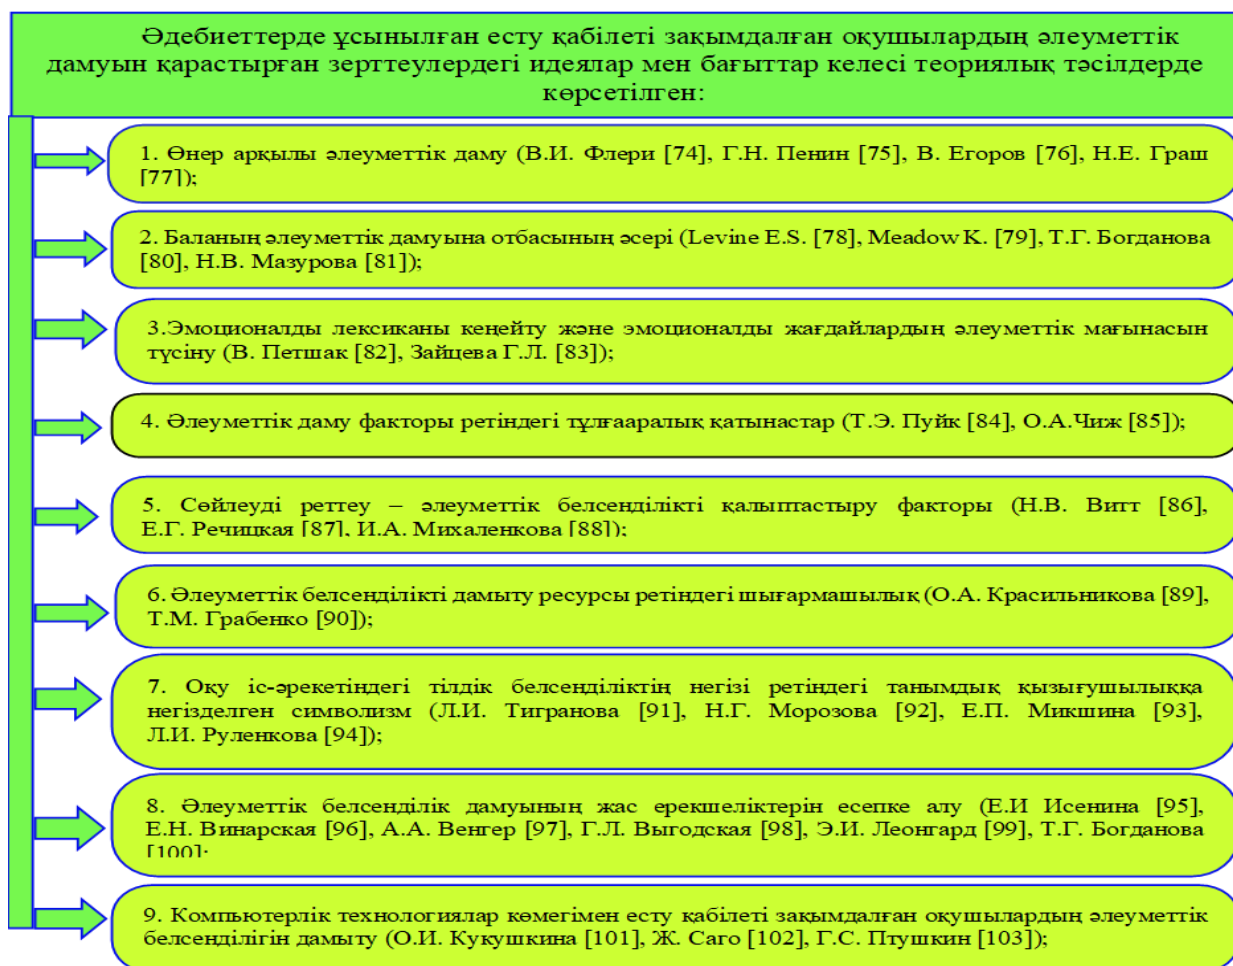 Әдебиеттерде ұсынылған есту қабілеті зақымдалған оқушылардың әлеуметтік
дамуын қарастырған зерттеулердегі идеялар мен бағыттар келесі теориялық тәсілдерде
көрсетілген:
1. Өнер арқылы әлеуметтік даму (В.И. Флери [74], Г.Н. Пенин [75], В. Егоров [76], Н.Е. Граш
[77]);
2. Баланың әлеуметтік дамуына отбасының әсері (Levine E.S. [78], Meadow K. [79], Т.Г. Богданова
[80], Н.В. Мазурова [81]);
3.Эмоционалды лексиканы кеңейту және эмоционалды жағдайлардың әлеуметтік мағынасын
түсіну (В. Петшак [82], Зайцева Г.Л. [83]);
4. Әлеуметтік даму факторы ретіндегі тұлғааралық қатынастар (Т.Э. Пуйк [84], О.А.Чиж [85]);
5. Сөйлеуді реттеу – әлеуметтік белсенділікті қалыптастыру факторы (Н.В. Витт [86],
Е.Г. Речицкая [87], И.А. Михаленкова [88]);
6. Әлеуметтік белсенділікті дамыту ресурсы ретіндегі шығармашылық (О.А. Красильникова [89],
Т.М. Грабенко [90]);
7. Оқу іс-әрекетіндегі тілдік белсенділіктің негізі ретіндегі танымдық қызығушылыққа
негізделген символизм (Л.И. Тигранова [91], Н.Г. Морозова [92], Е.П. Микшина [93],
Л.И. Руленкова [94]);
8. Әлеуметтік белсенділік дамуының жас ерекшеліктерін есепке алу (Е.И Исенина [95],
Е.Н. Винарская [96], А.А. Венгер [97], Г.Л. Выгодская [98], Э.И. Леонгард [99], Т.Г. Богданова
[100];
9. Компьютерлік технологиялар көмегімен есту қабілеті зақымдалған оқушылардың әлеуметтік
белсенділігін дамыту (О.И. Кукушкина [101], Ж. Саго [102], Г.С. Птушкин [103]);